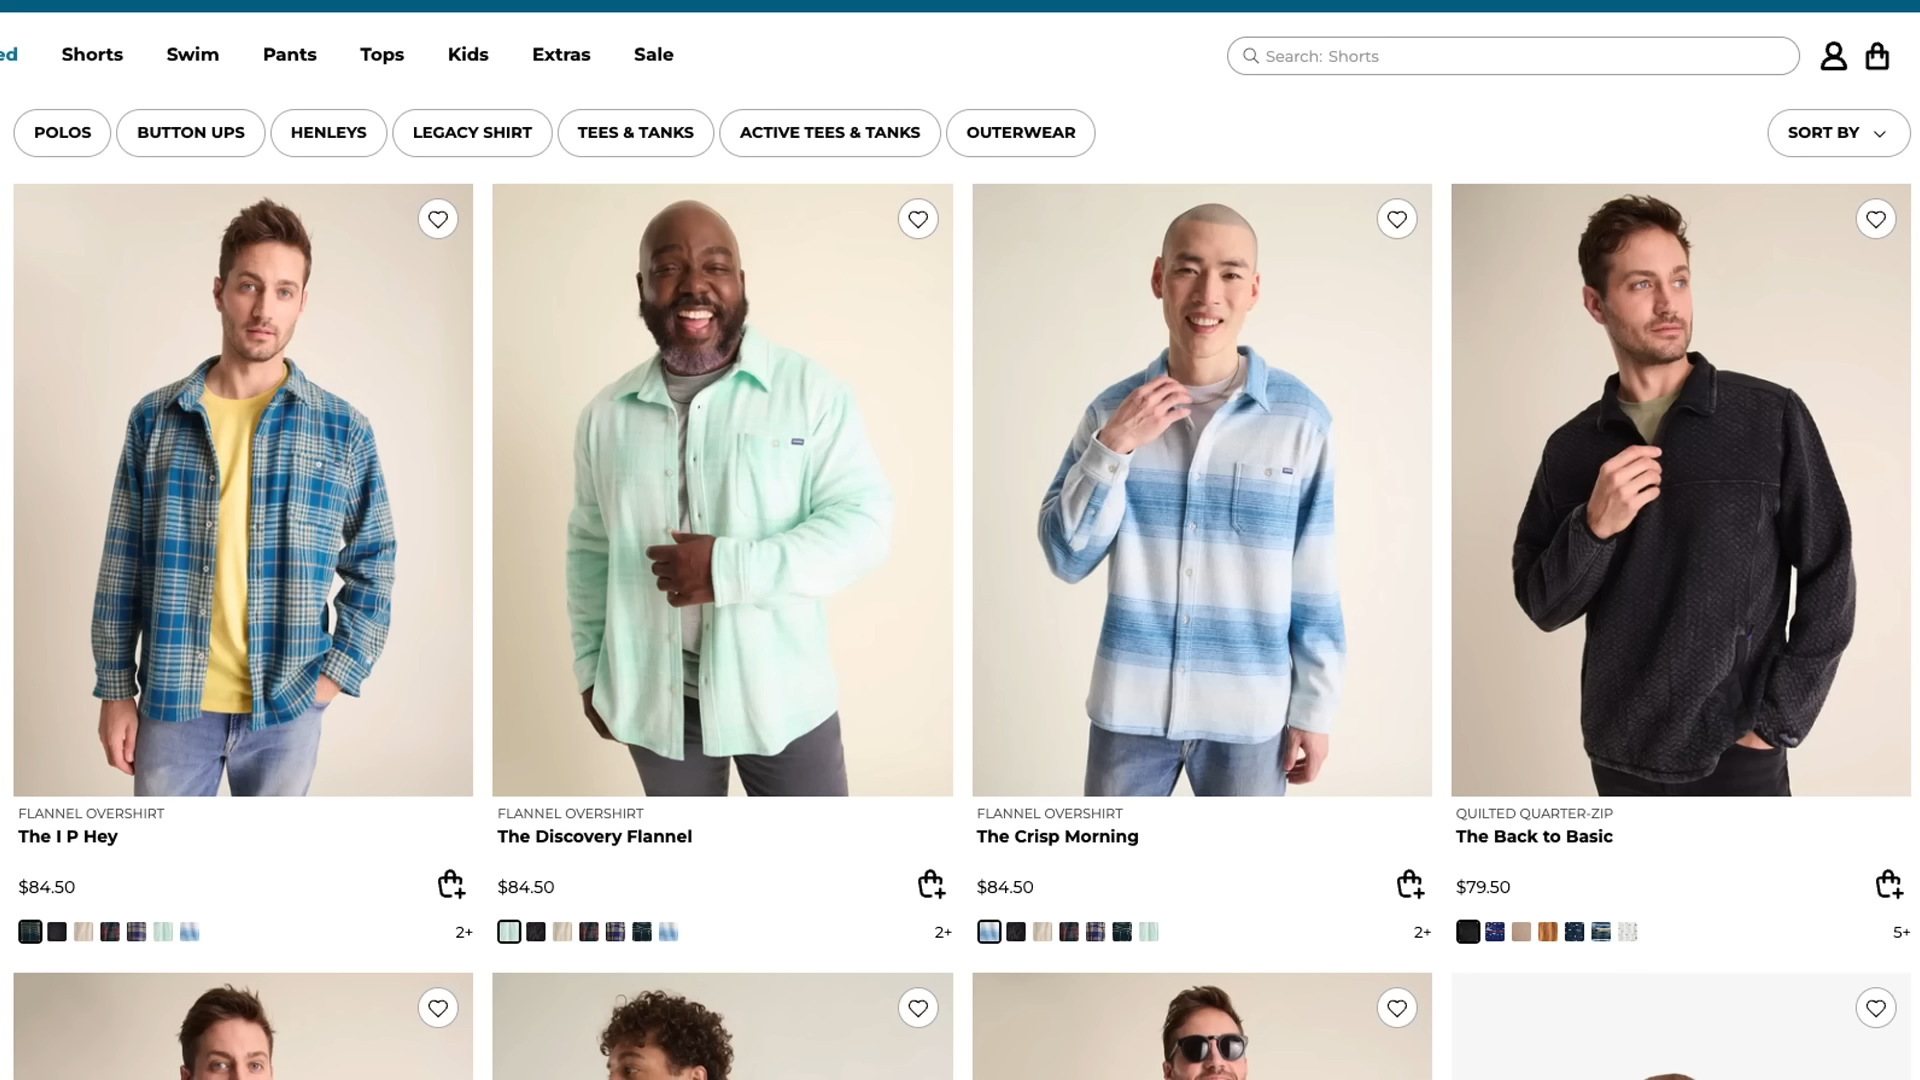 ed Shorts Swim Pants Tops Kids Extras Sale Search: Shorts
POLOS BUTTON UPS HENLEYS LEGACY SHIRT TEES & TANKS ACTIVE TEES & TANKS OUTERWEAR SORT BY
FLANNEL OVERSHIRT
The I P Hey
$84.50
2+
FLANNEL OVERSHIRT
The Discovery Flannel
$84.50
2+
FLANNEL OVERSHIRT
The Crisp Morning
$84.50
2+
QUILTED QUARTER-ZIP
The Back to Basic
$79.50
5+